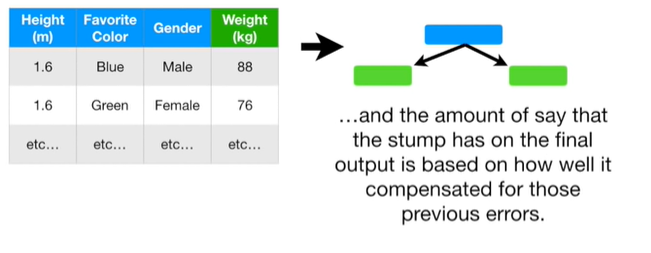 Height (m) Favorite Color Gender Weight (kg)
1.6 Blue Male 88
1.6 Green Female 76
etc... etc... etc... etc...
...and the amount of say that
the stump has on the final
output is based on how well it
compensated for those
previous errors.